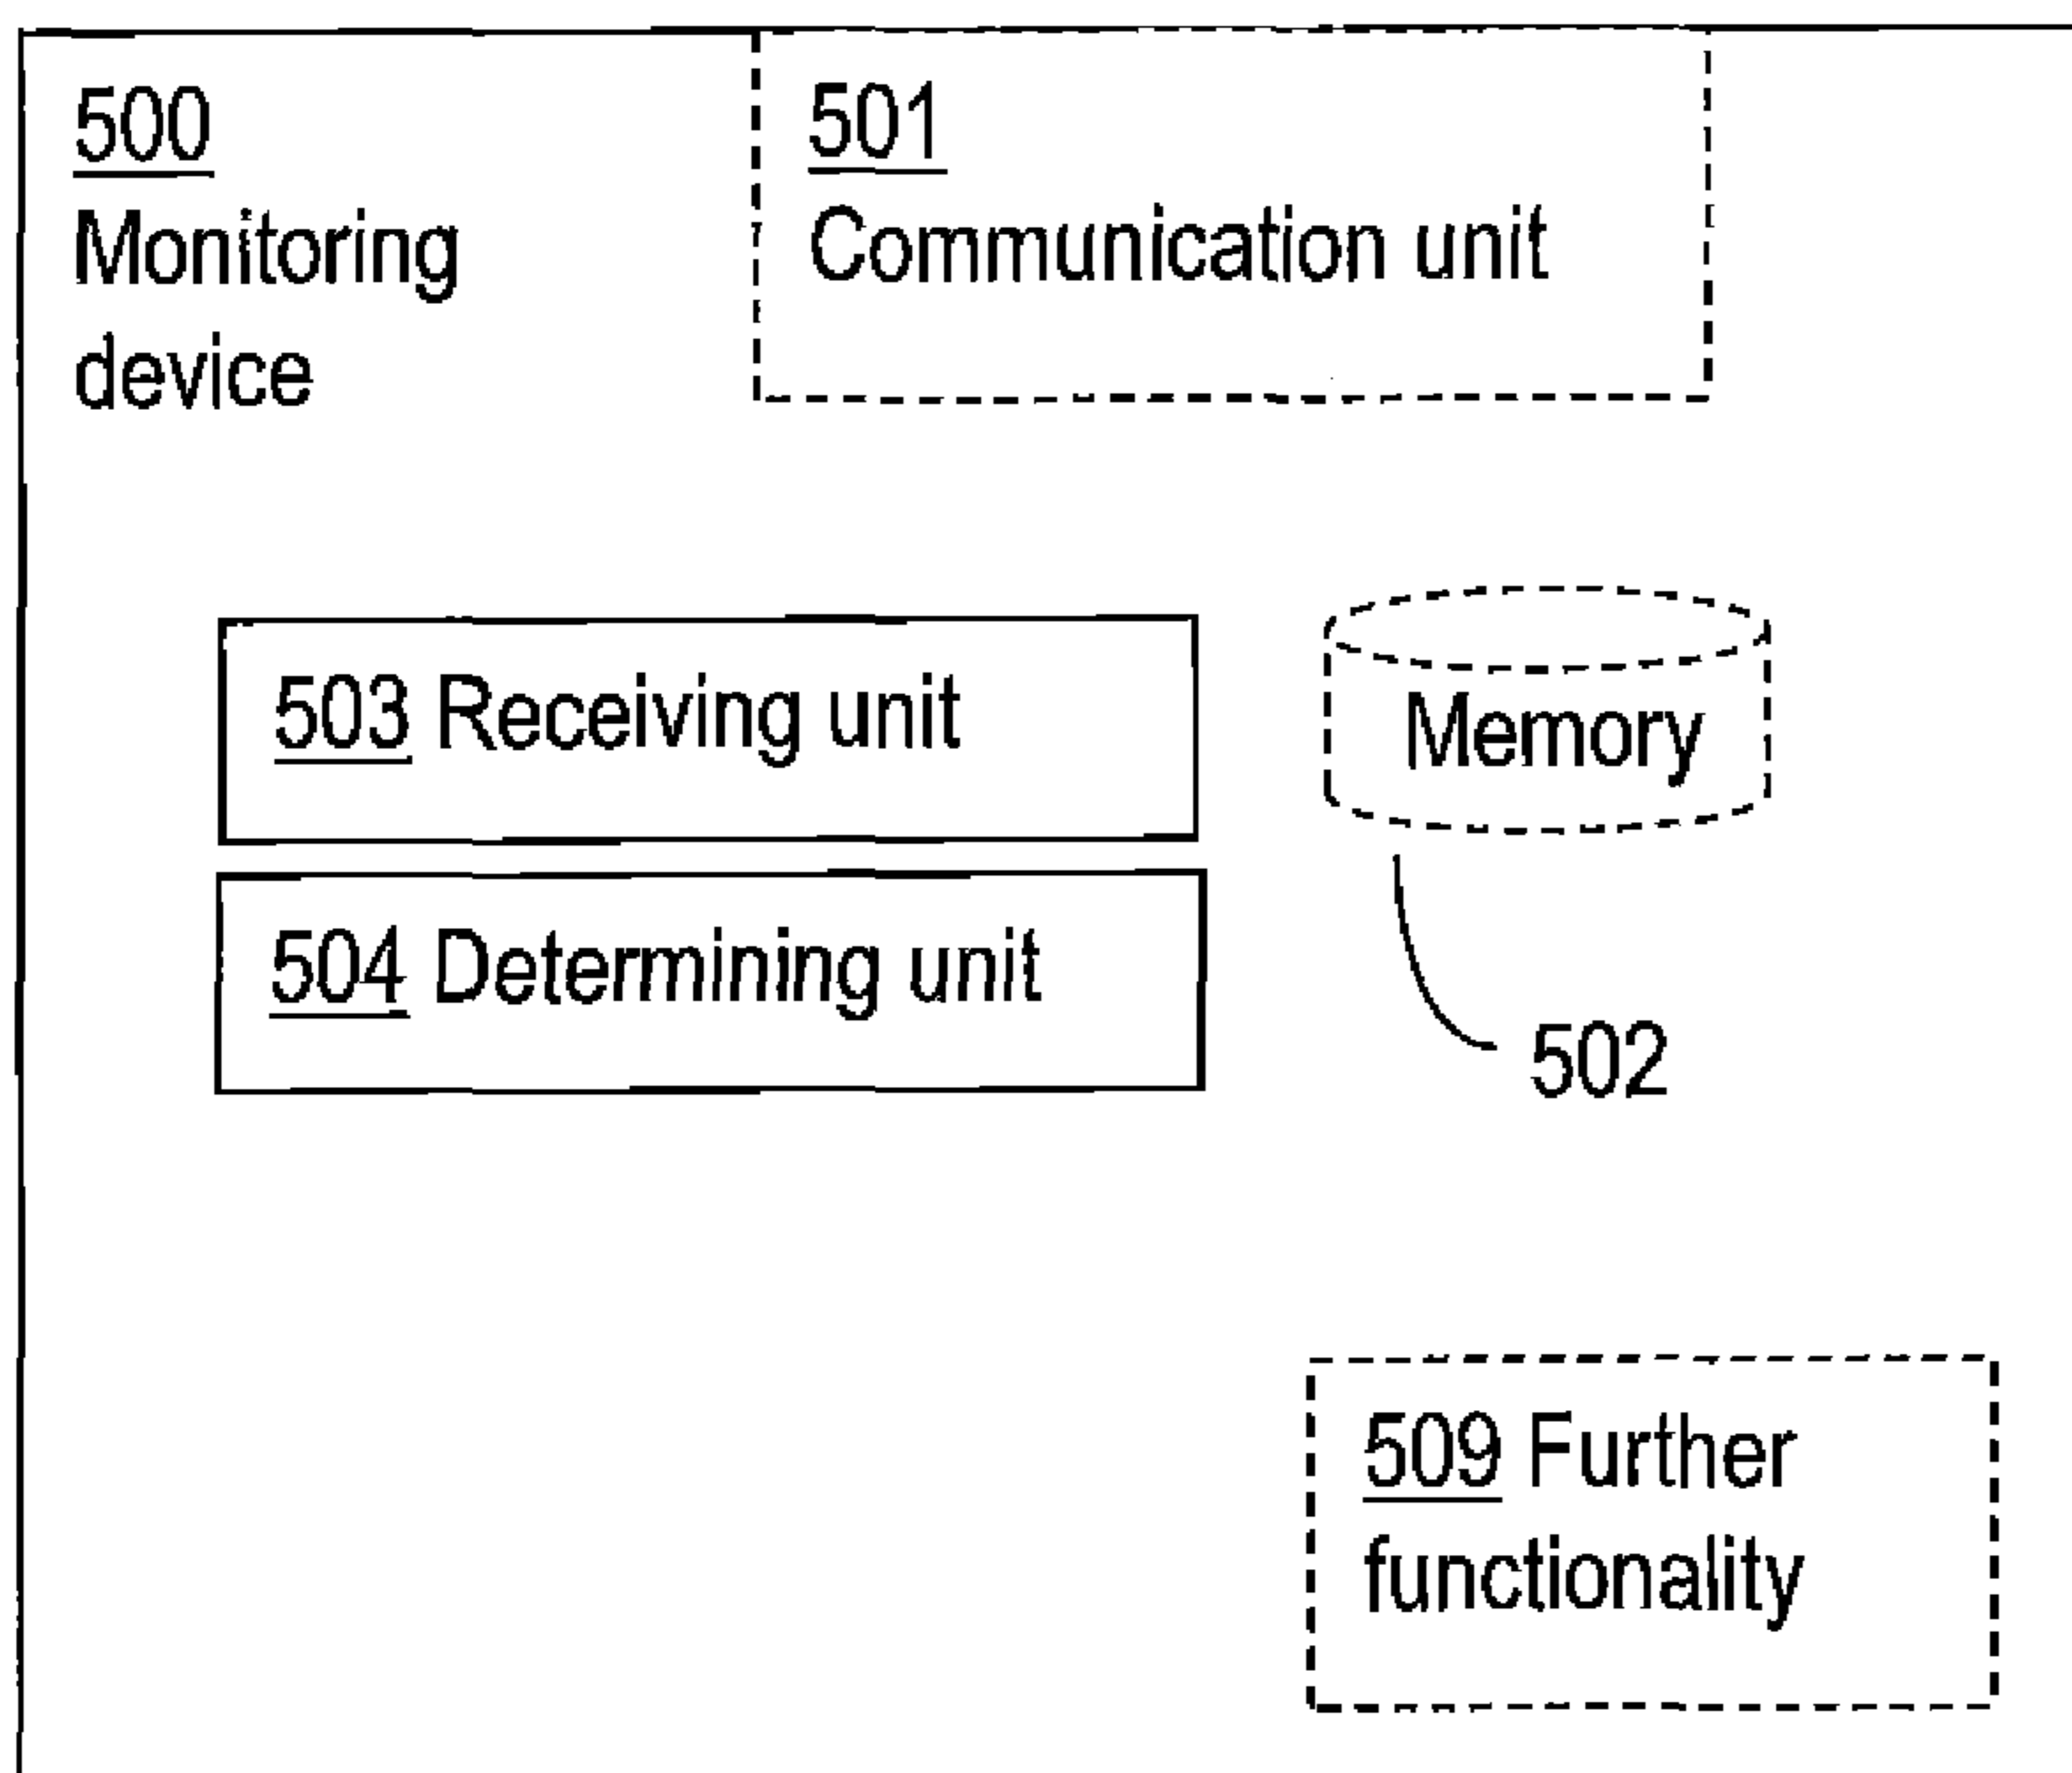 500
Monitoring
device
501
Communication unit
503 Receiving unit
Memory
504 Determining unit
502
509 Further
functionality